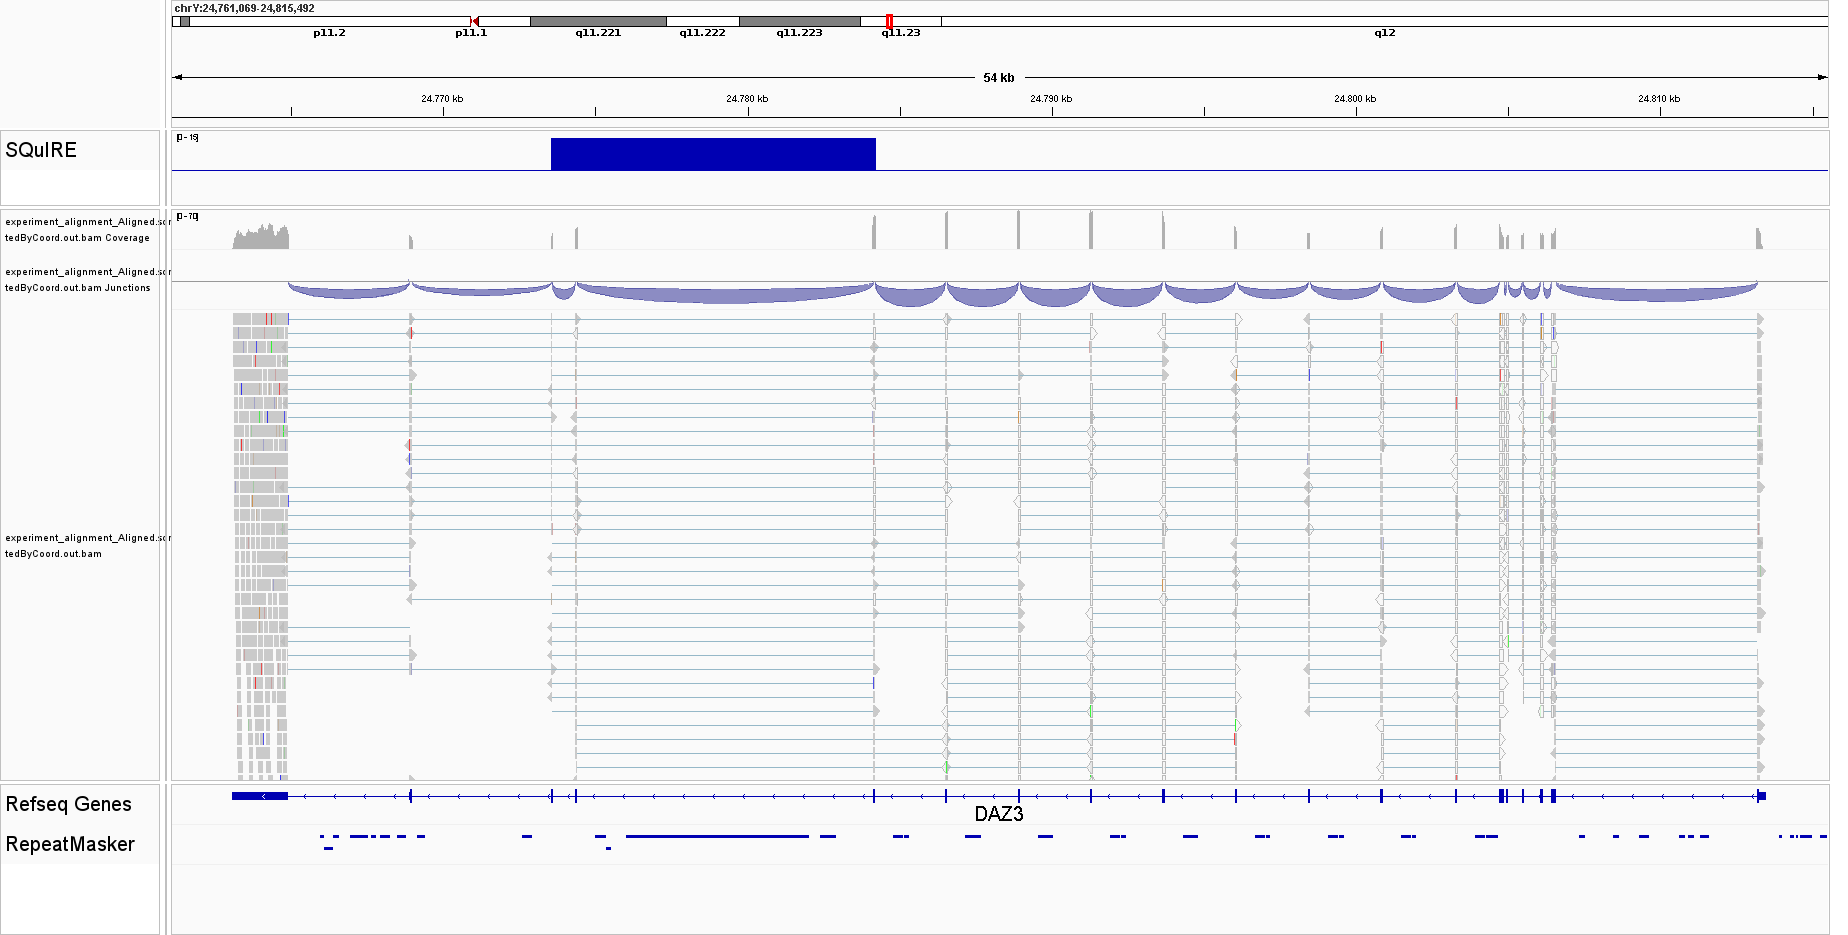 chrY:24,761,069-24,815,492
p11.2 p11.1 q11.221 q11.222 q11.223 q11.23 q12
54 kb
24.770 kb 24.780 kb 24.790 kb 24.800 kb 24.810 kb
SQuIRE
experiment_alignment_Aligned.sor
tedByCoord.out.bam Coverage
[0 - 70]
experiment_alignment_Aligned.sor
tedByCoord.out.bam Junctions
experiment_alignment_Aligned.sor
tedByCoord.out.bam
Refseq Genes
DAZ3
RepeatMasker